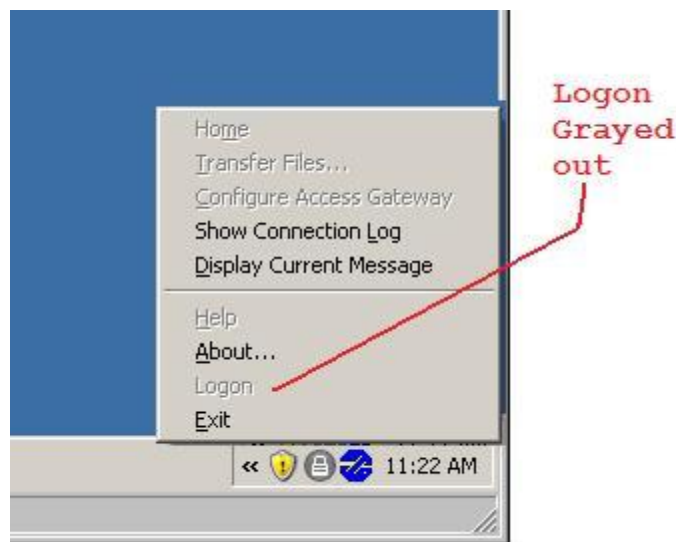 Home
Transfer Files...
Configure Access Gateway
Show Connection Log
Display Current Message
Help
About...
Logon
Exit
11:22 AM
Logon
Grayed
out